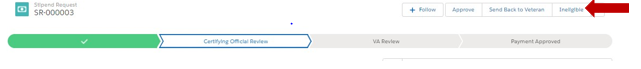 Stipend Request
SR-000003
+ Follow
Approve
Send Back to Veteran
Ineligible
Certifying Official Review
VA Review
Payment Approved